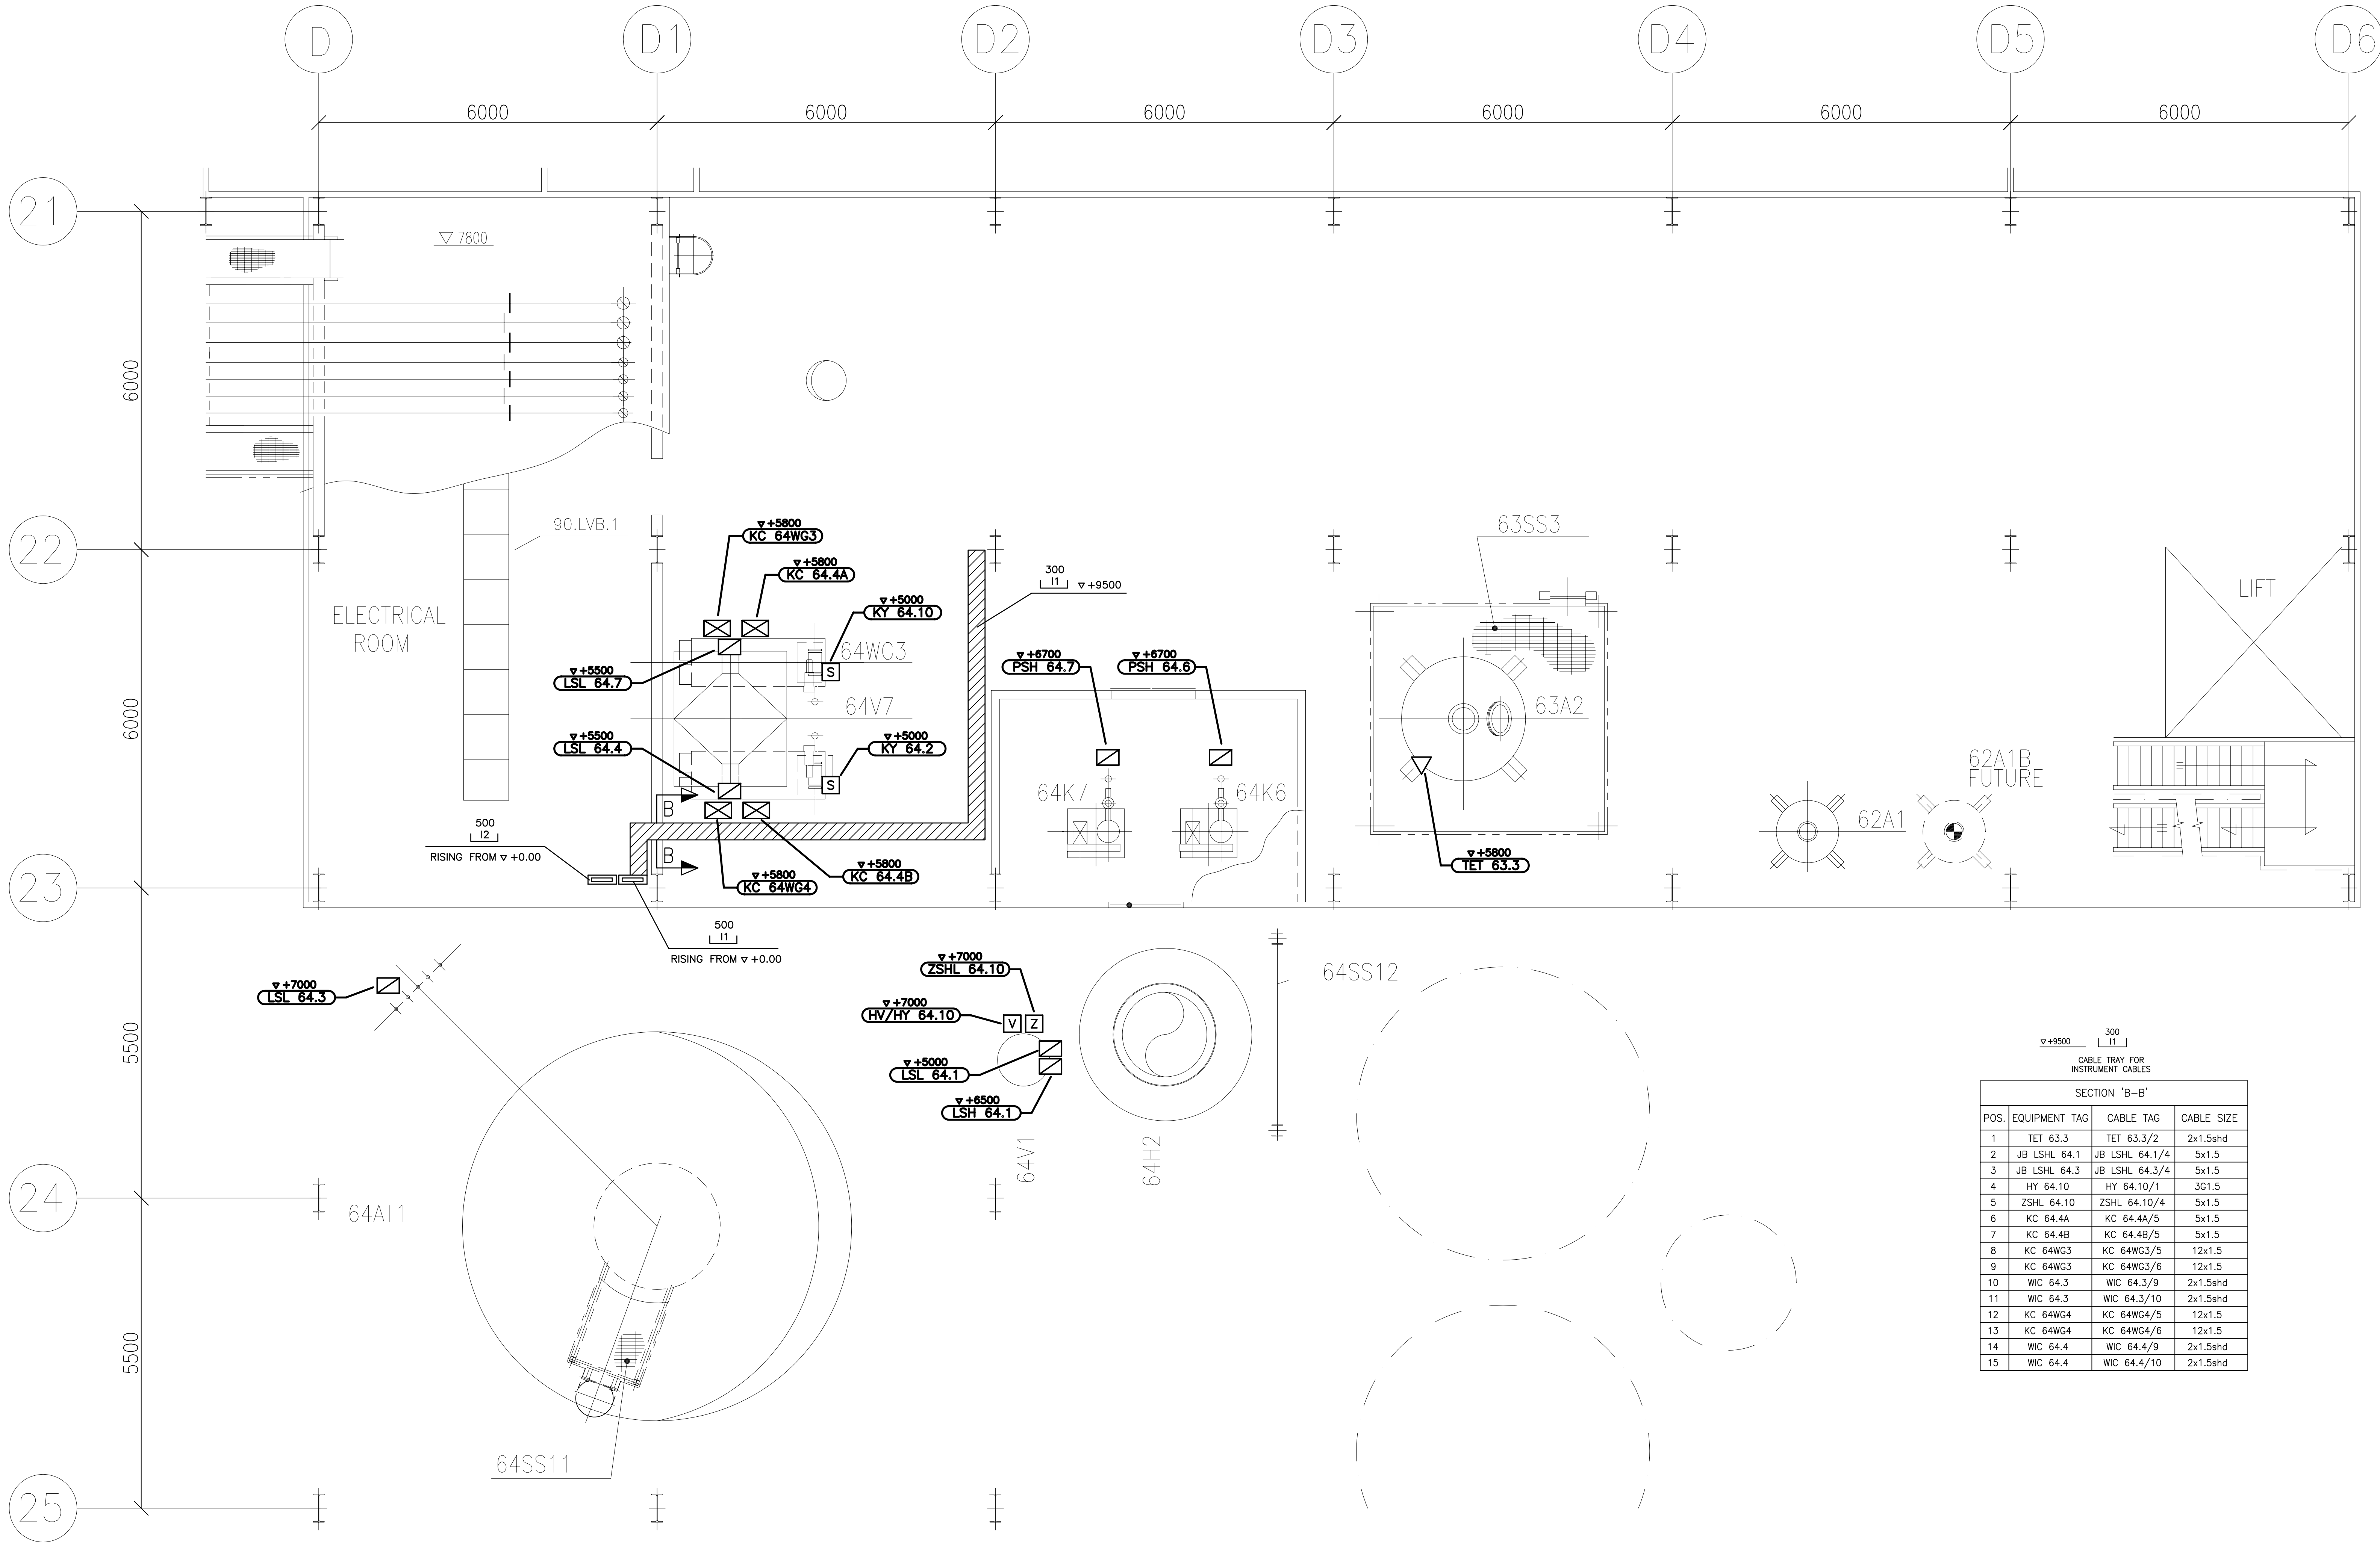 D D1 D2 D3 D4 D5 D6
6000 6000 6000 6000 6000 6000
21
▽ 7800
6000
22
90.LVB.1
ELECTRICAL
ROOM
▽ +5800
KC 64WG3
▽ +5800
KC 64.4A
▽ +5000
KY 64.10
64WG3
▽ +5500
LSL 64.7
64V7
▽ +5500
LSL 64.4
▽ +5000
KY 64.2
300
I1 ▽ +9500
▽ +6700
PSH 64.7
▽ +6700
PSH 64.6
63SS3
63A2
LIFT
6000
64K7
64K6
62A1B
FUTURE
62A1
B
B
500
I2
RISING FROM ▽ +0.00
▽ +5800
KC 64WG4
▽ +5800
KC 64.4B
▽ +5800
TET 63.3
23
500
I1
RISING FROM ▽ +0.00
▽ +7000
LSL 64.3
▽ +7000
ZSHL 64.10
▽ +7000
HV/HY 64.10
V Z
S
S
▽ +5000
LSL 64.1
▽ +6500
LSH 64.1
64SS12
5500
64V1
64H2
24
64AT1
5500
64SS11
25
▽ +9500
300
I1
CABLE TRAY FOR
INSTRUMENT CABLES
SECTION 'B-B'
POS. EQUIPMENT TAG CABLE TAG CABLE SIZE
1 TET 63.3 TET 63.3/2 2x1.5shd
2 JB LSHL 64.1 JB LSHL 64.1/4 5x1.5
3 JB LSHL 64.3 JB LSHL 64.3/4 5x1.5
4 HY 64.10 HY 64.10/1 3G1.5
5 ZSHL 64.10 ZSHL 64.10/4 5x1.5
6 KC 64.4A KC 64.4A/5 5x1.5
7 KC 64.4B KC 64.4B/5 5x1.5
8 KC 64WG3 KC 64WG3/5 12x1.5
9 KC 64WG3 KC 64WG3/6 12x1.5
10 WIC 64.3 WIC 64.3/9 2x1.5shd
11 WIC 64.3 WIC 64.3/10 2x1.5shd
12 KC 64WG4 KC 64WG4/5 12x1.5
13 KC 64WG4 KC 64WG4/6 12x1.5
14 WIC 64.4 WIC 64.4/9 2x1.5shd
15 WIC 64.4 WIC 64.4/10 2x1.5shd